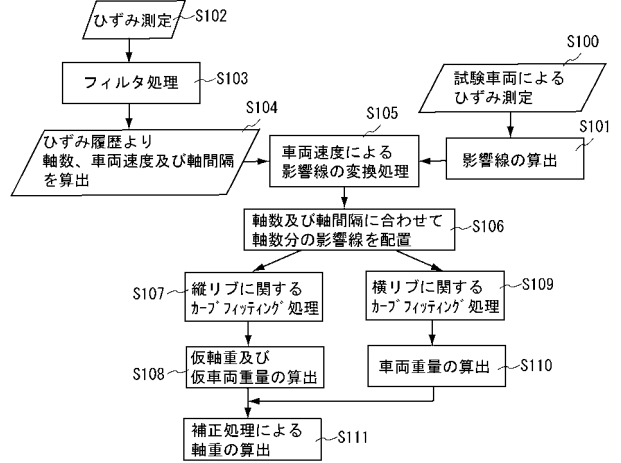 ひずみ測定
S102
フィルタ処理
S103
S104
ひずみ履歴より
軸数、車両速度及び軸間隔
を算出
S100
試験車両による
ひずみ測定
S101
影響線の算出
S105
車両速度による
影響線の変換処理
軸数及び軸間隔に合わせて
軸数分の影響線を配置
S106
S107
縦リブに関する
ｶｰﾌﾞﾌｨｯﾃｨﾝｸﾞ処理
横リブに関する
ｶｰﾌﾞﾌｨｯﾃｨﾝｸﾞ処理
S109
S108
仮軸重及び
仮車両重量の算出
車両重量の算出
S110
補正処理による
軸重の算出
S111